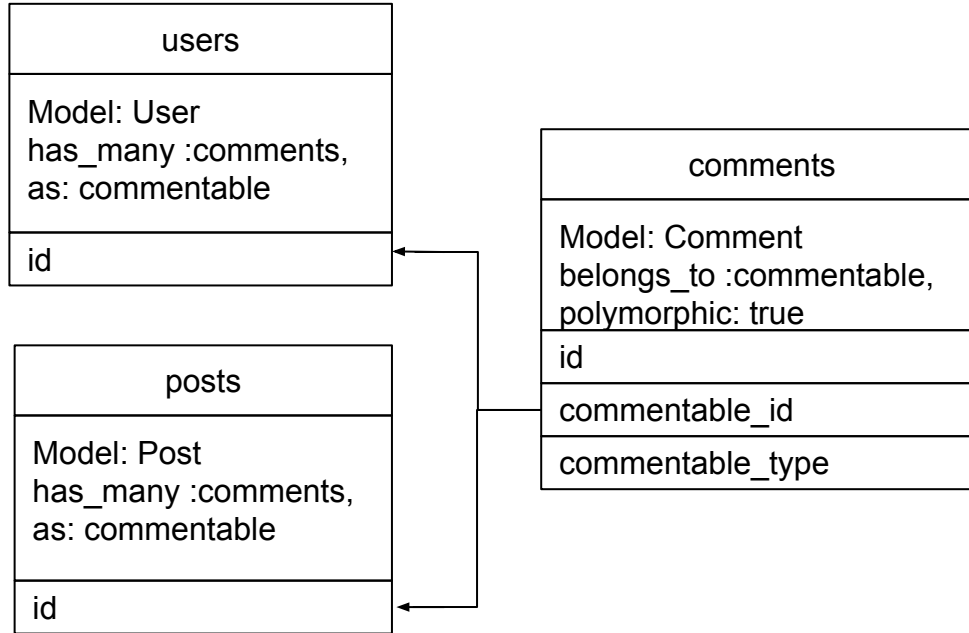 users
Model: User
has_many :comments,
as: commentable
id
posts
Model: Post
has_many :comments,
as: commentable
id
comments
Model: Comment
belongs_to :commentable,
polymorphic: true
id
commentable_id
commentable_type